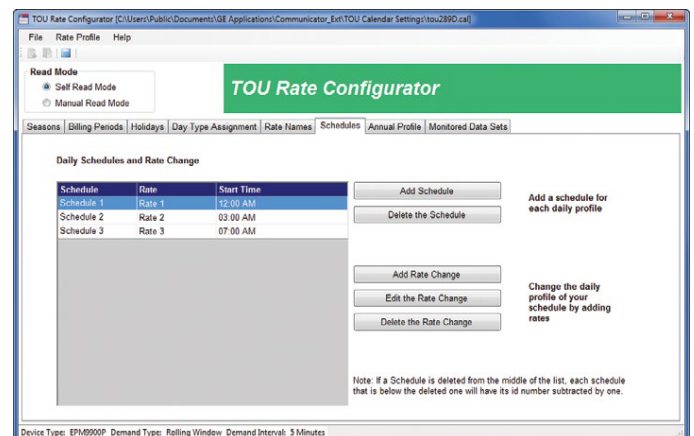 TOU Rate Configurator [C:\Users\Public\Documents\GE Applications\Communicator_Ext\TOU Calendar Settings\tou289D.cal]
File Rate Profile Help
Read Mode
Self Read Mode
Manual Read Mode
TOU Rate Configurator
Seasons Billing Periods Holidays Day Type Assignment Rate Names Schedules Annual Profile Monitored Data Sets
Daily Schedules and Rate Change
Schedule Rate Start Time
Schedule 1 Rate 1 12:00 AM
Schedule 2 Rate 2 03:00 AM
Schedule 3 Rate 3 07:00 AM
Add Schedule
Delete the Schedule
Add a schedule for
each daily profile
Add Rate Change
Edit the Rate Change
Delete the Rate Change
Change the daily
profile of your
schedule by adding
rates
Note: If a Schedule is deleted from the middle of the list, each schedule
that is below the deleted one will have its id number subtracted by one.
Device Type: EPM9900P Demand Type: Rolling Window Demand Interval: 5 Minutes